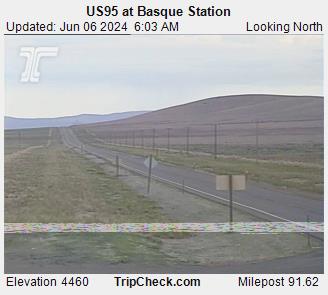 US95 at Basque Station
Updated: Jun 06 2024 6:03 AM Looking North
Elevation 4460 TripCheck.com Milepost 91.62